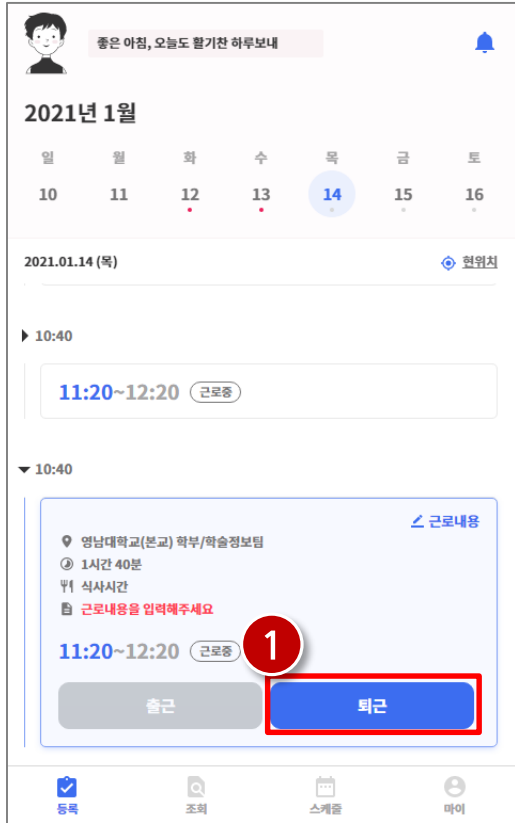 좋은 아침, 오늘도 활기찬 하루보내
2021년 1월
일 월 화 수 목 금 토
10 11 12 13 14 15 16
2021.01.14 (목) 현위치
10:40
11:20~12:20 근로중
10:40
근로내용
영남대학교(본교) 학부/학술정보팀
1시간 40분
식사시간
근로내용을 입력해주세요
11:20~12:20 근로중
1
출근 퇴근
등록 조회 스케줄 마이